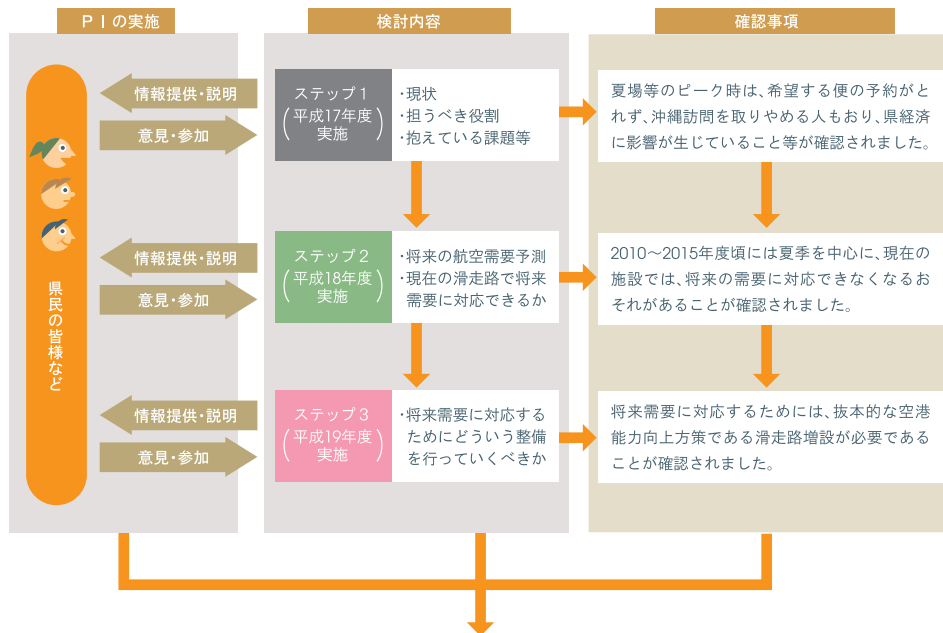 PIの実施
検討内容
確認事項
県民の皆様など
情報提供・説明
意見・参加
ステップ1
(平成17年度
実施)
・現状
・担うべき役割
・抱えている課題等
夏場等のピーク時は、希望する便の予約がと
れず、沖縄訪問を取りやめる人もおり、県経済
に影響が生じていること等が確認されました。
情報提供・説明
意見・参加
ステップ2
(平成18年度
実施)
・将来の航空需要予測
・現在の滑走路で将来
需要に対応できるか
2010～2015年度頃には夏季を中心に、現在の
施設では、将来の需要に対応できなくなるお
それがあることが確認されました。
情報提供・説明
意見・参加
ステップ3
(平成19年度
実施)
・将来需要に対応する
ためにどういう整備
を行っていくべきか
将来需要に対応するためには、抜本的な空港
能力向上方策である滑走路増設が必要である
ことが確認されました。